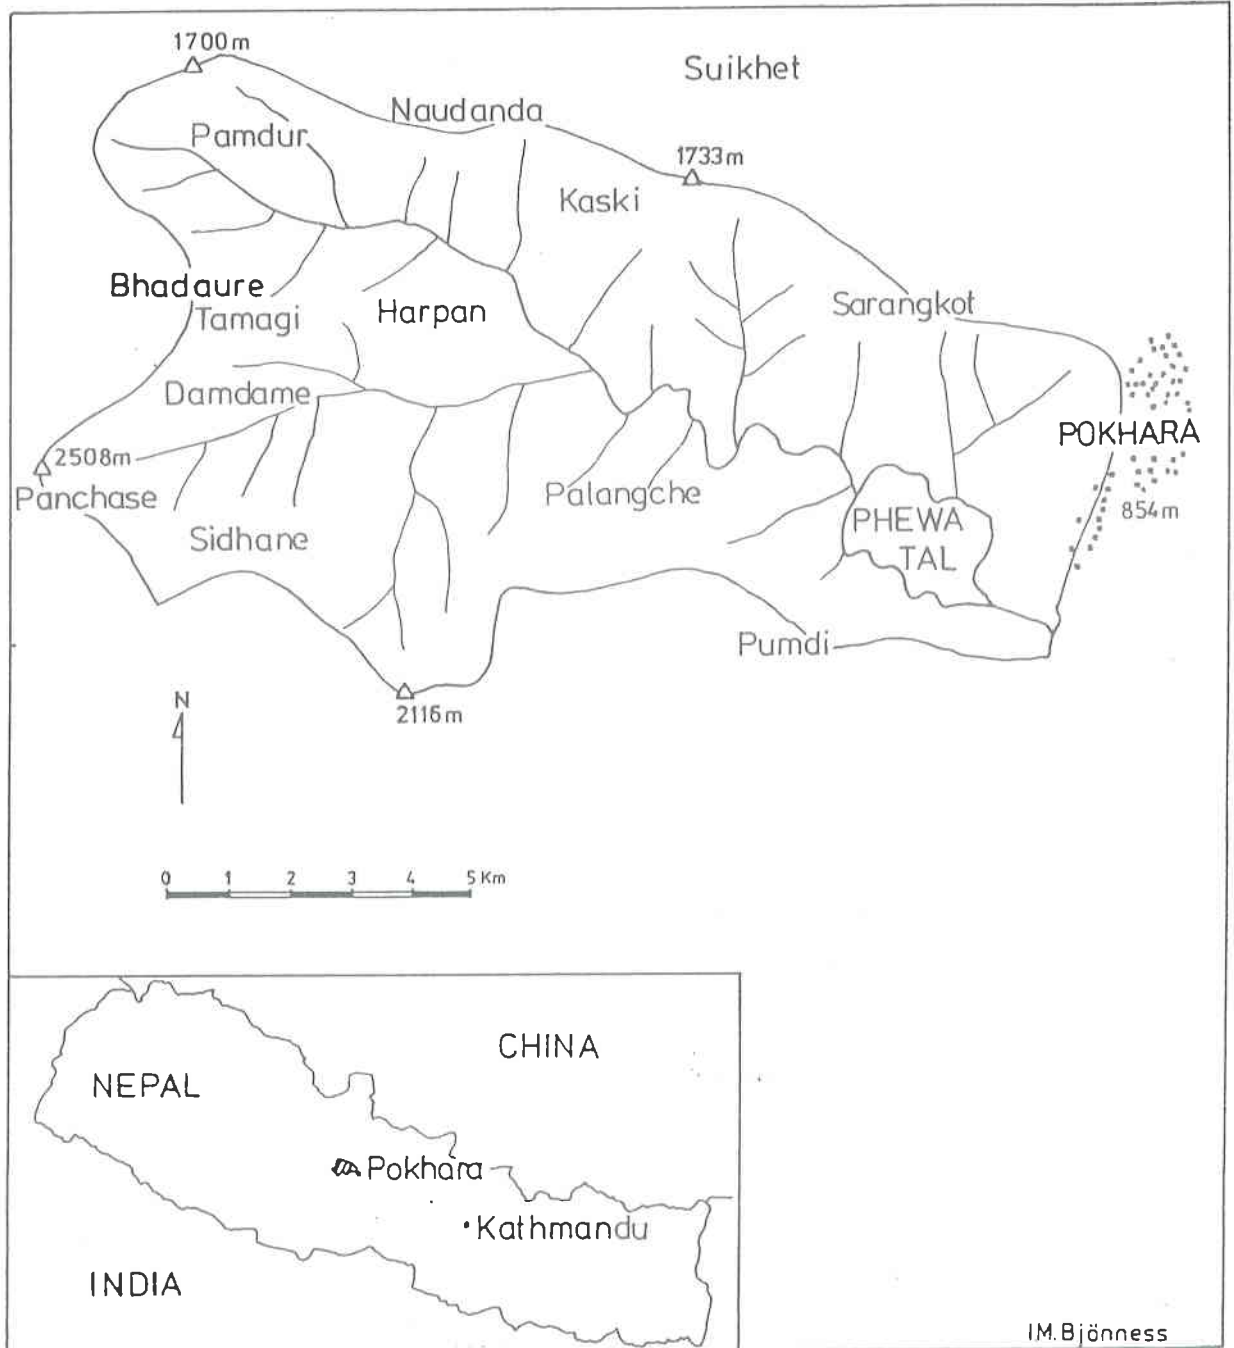 1700m
Suikhet
Naudanda
Pamdur
1733m
Kaski
Bhadaure
Tamagi
Harpan
Sarangkot
Damdame
POKHARA
2508m
Panchase
Palangche
854m
Sidhane
PHEWA
TAL
Pumdi
2116m
N
0 1 2 3 4 5 Km
CHINA
NEPAL
Pokhara
Kathmandu
INDIA
I.M.Bjönness